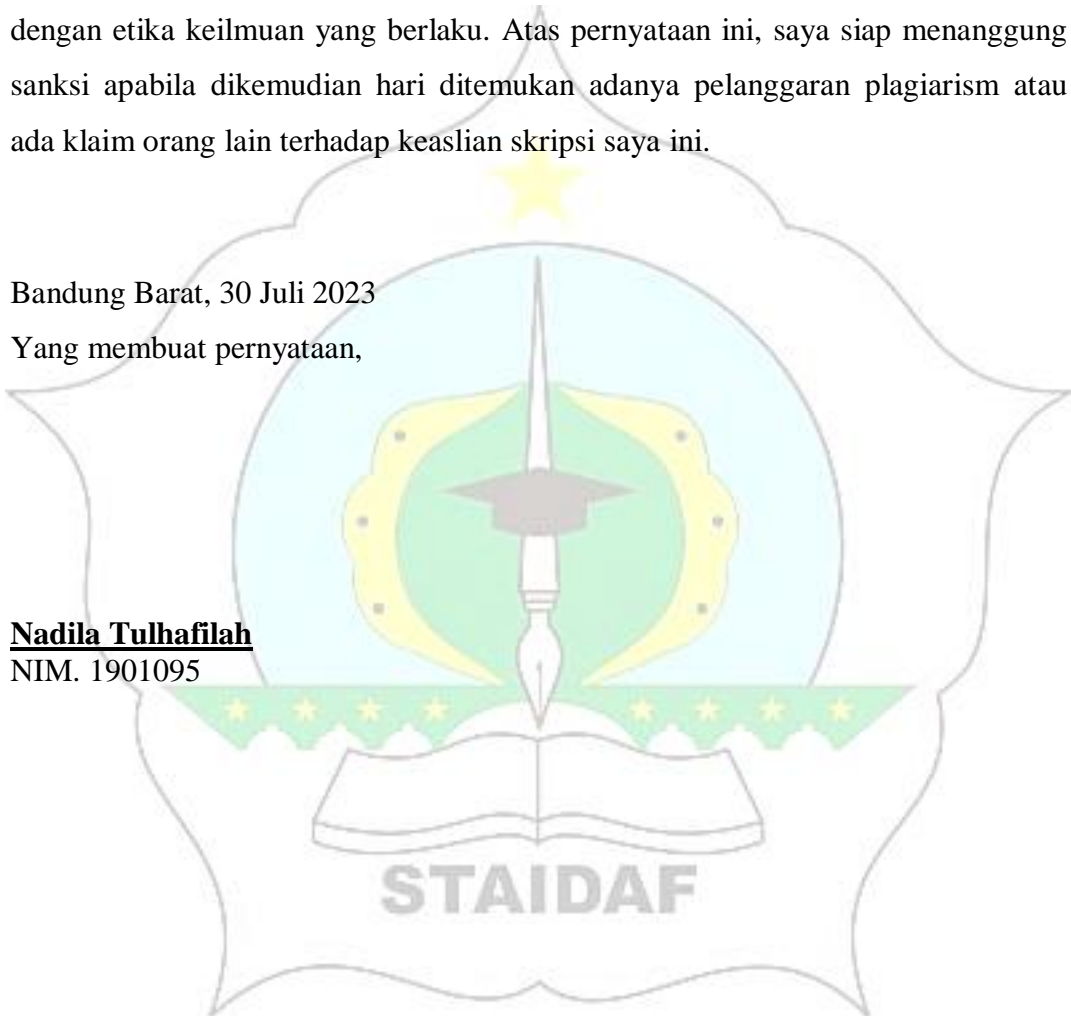 dengan etika keilmuan yang berlaku. Atas pernyataan ini, saya siap menanggung
sanksi apabila dikemudian hari ditemukan adanya pelanggaran plagiarism atau
ada klaim orang lain terhadap keaslian skripsi saya ini.
Bandung Barat, 30 Juli 2023
Yang membuat pernyataan,
Nadila Tulhafilah
NIM. 1901095
STAIDAF